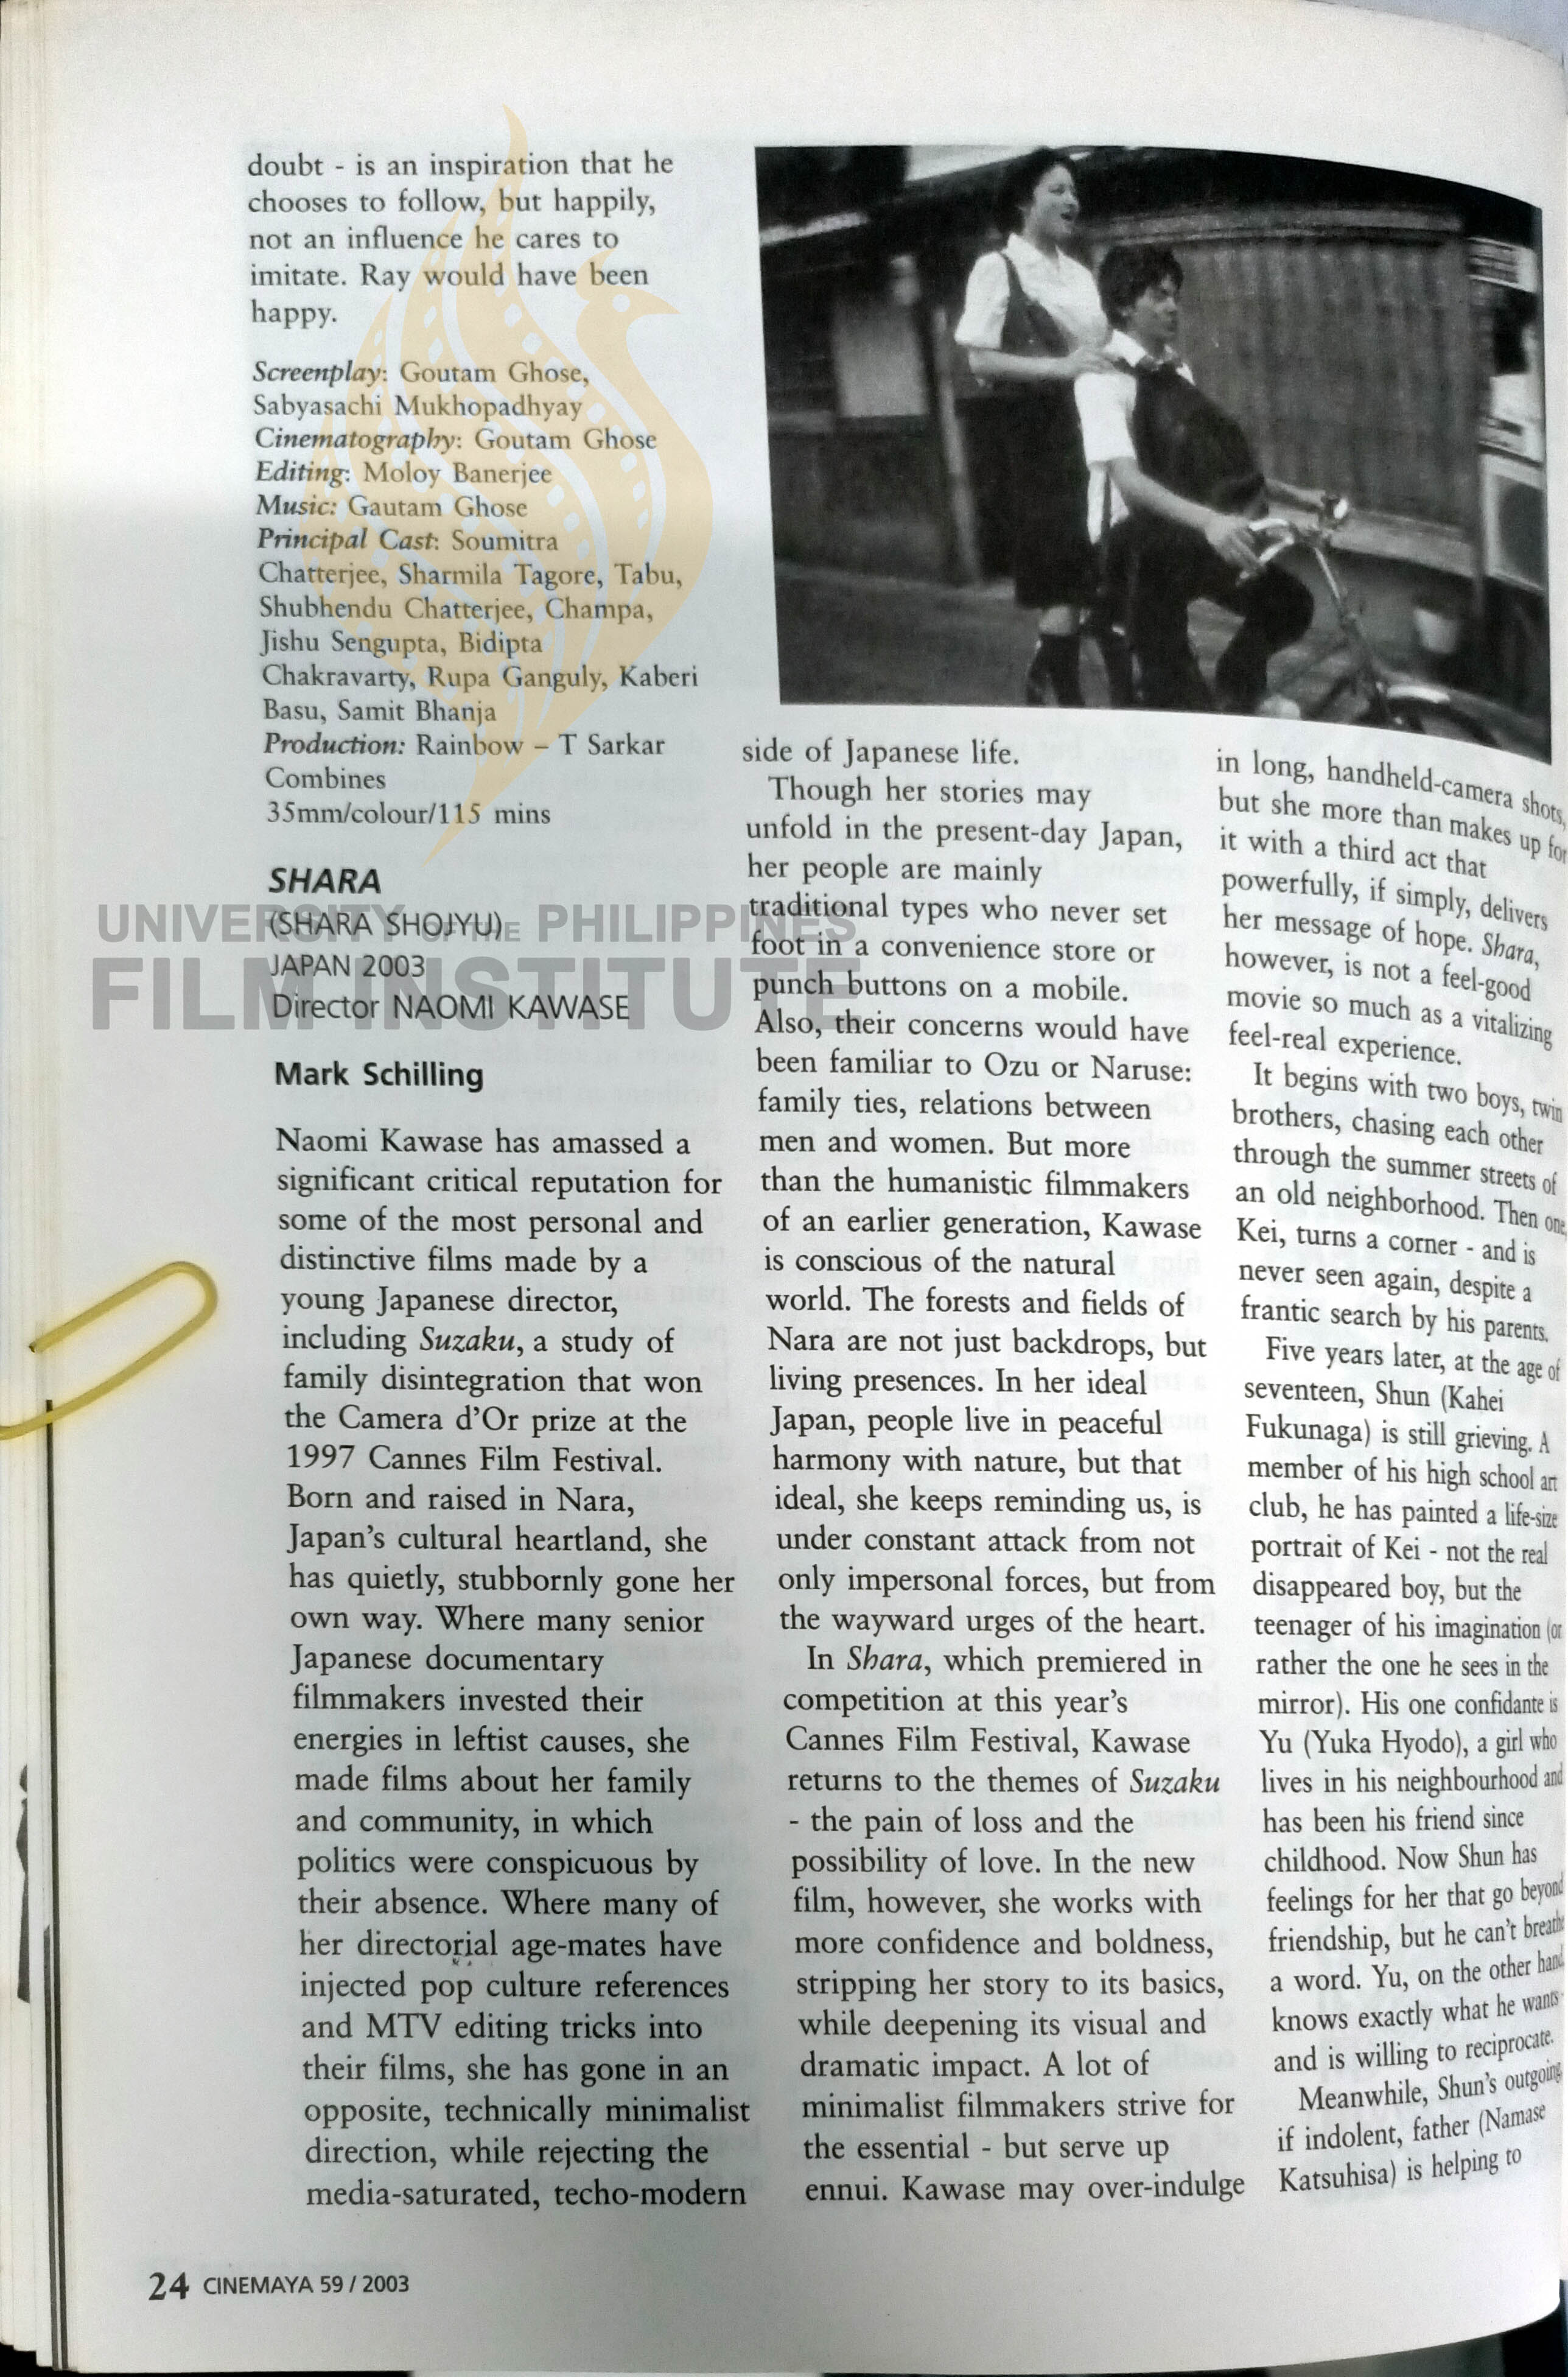 doubt - is an inspiration that he
chooses to follow, but happily,
not an influence he cares to
imitate. Ray would have been
happy.
Screenplay: Goutam Ghose,
Sabyasachi Mukhopadhyay
Cinematography: Goutam Ghose
Editing: Moloy Banerjee
Music: Gautam Ghose
Principal Cast: Soumitra
Chatterjee, Sharmila Tagore, Tabu,
Shubhendu Chatterjee, Champa,
Jishu Sengupta, Bidipta
Chakravarty, Rupa Ganguly, Kaberi
Basu, Samit Bhanja
Production: Rainbow – T Sarkar
Combines
35mm/colour/115 mins
SHARA
(SHARA SHOJYU)
JAPAN 2003
Director NAOMI KAWASE
UNIVERSITY OF THE PHILIPPINES
FILM INSTITUTE
Mark Schilling
Naomi Kawase has amassed a
significant critical reputation for
some of the most personal and
distinctive films made by a
young Japanese director,
including Suzaku, a study of
family disintegration that won
the Camera d'Or prize at the
1997 Cannes Film Festival.
Born and raised in Nara,
Japan's cultural heartland, she
has quietly, stubbornly gone her
own way. Where many senior
Japanese documentary
filmmakers invested their
energies in leftist causes, she
made films about her family
and community, in which
politics were conspicuous by
their absence. Where many of
her directorial age-mates have
injected pop culture references
and MTV editing tricks into
their films, she has gone in an
opposite, technically minimalist
direction, while rejecting the
media-saturated, techo-modern
side of Japanese life.
Though her stories may
unfold in the present-day Japan,
her people are mainly
traditional types who never set
foot in a convenience store or
punch buttons on a mobile.
Also, their concerns would have
been familiar to Ozu or Naruse:
family ties, relations between
men and women. But more
than the humanistic filmmakers
of an earlier generation, Kawase
is conscious of the natural
world. The forests and fields of
Nara are not just backdrops, but
living presences. In her ideal
Japan, people live in peaceful
harmony with nature, but that
ideal, she keeps reminding us, is
under constant attack from not
only impersonal forces, but from
the wayward urges of the heart.
In Shara, which premiered in
competition at this year's
Cannes Film Festival, Kawase
returns to the themes of Suzaku
- the pain of loss and the
possibility of love. In the new
film, however, she works with
more confidence and boldness,
stripping her story to its basics,
while deepening its visual and
dramatic impact. A lot of
minimalist filmmakers strive for
the essential - but serve up
ennui. Kawase may over-indulge
in long, handheld-camera shots,
but she more than makes up for
it with a third act that
powerfully, if simply, delivers
her message of hope. Shara,
however, is not a feel-good
movie so much as a vitalizing
feel-real experience.
It begins with two boys, twin
brothers, chasing each other
through the summer streets of
an old neighborhood. Then one,
Kei, turns a corner - and is
never seen again, despite a
frantic search by his parents.
Five years later, at the age of
seventeen, Shun (Kahei
Fukunaga) is still grieving. A
member of his high school art
club, he has painted a life-size
portrait of Kei - not the real
disappeared boy, but the
teenager of his imagination (or
rather the one he sees in the
mirror). His one confidante is
Yu (Yuka Hyodo), a girl who
lives in his neighbourhood and
has been his friend since
childhood. Now Shun has
feelings for her that go beyond
friendship, but he can't breathe
a word. Yu, on the other hand,
knows exactly what he wants
and is willing to reciprocate.
Meanwhile, Shun's outgoing,
if indolent, father (Namase
Katsuhisa) is helping to
24 CINEMAYA 59 / 2003